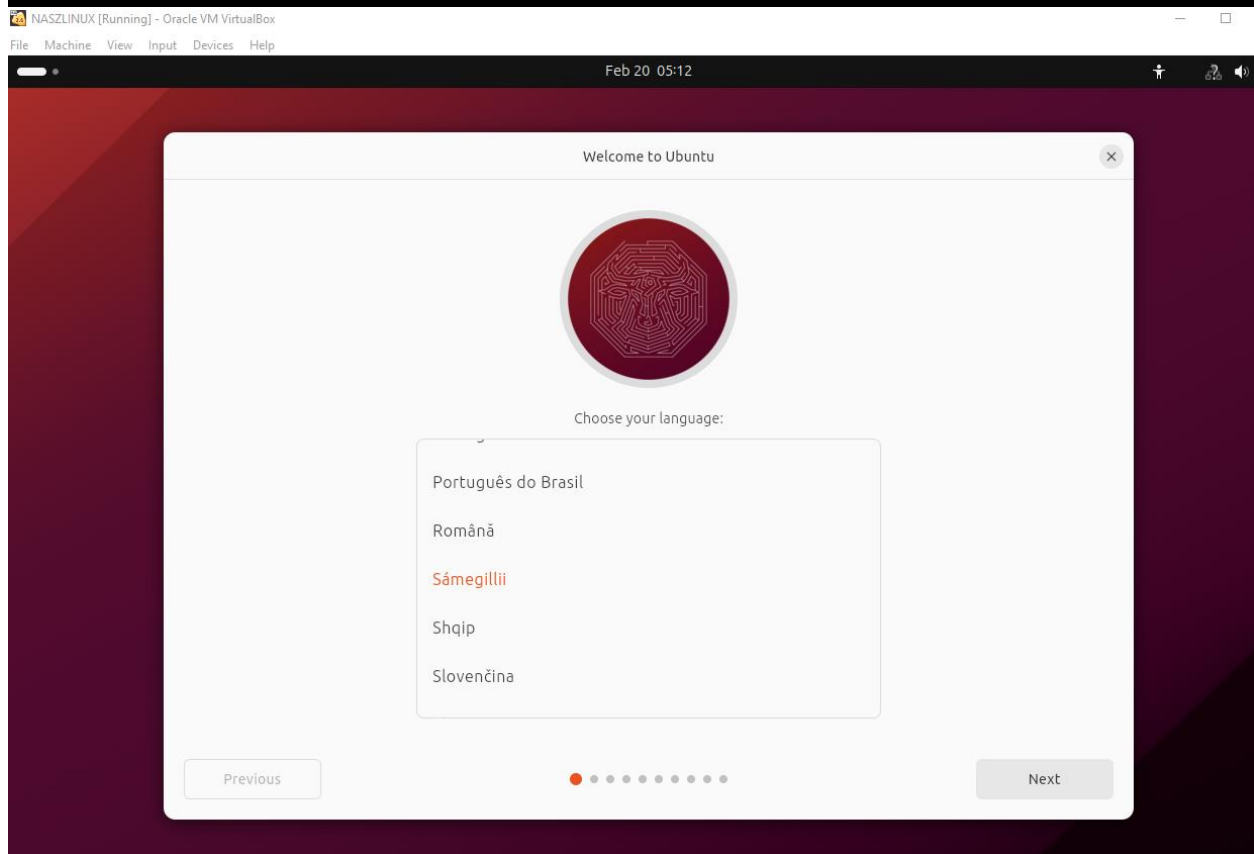 NASZLINUX [Running] - Oracle VM VirtualBox
File Machine View Input Devices Help
Feb 20 05:12
Welcome to Ubuntu
Choose your language:
Português do Brasil
Română
Sámegillii
Shqip
Slovenčina
Previous
Next